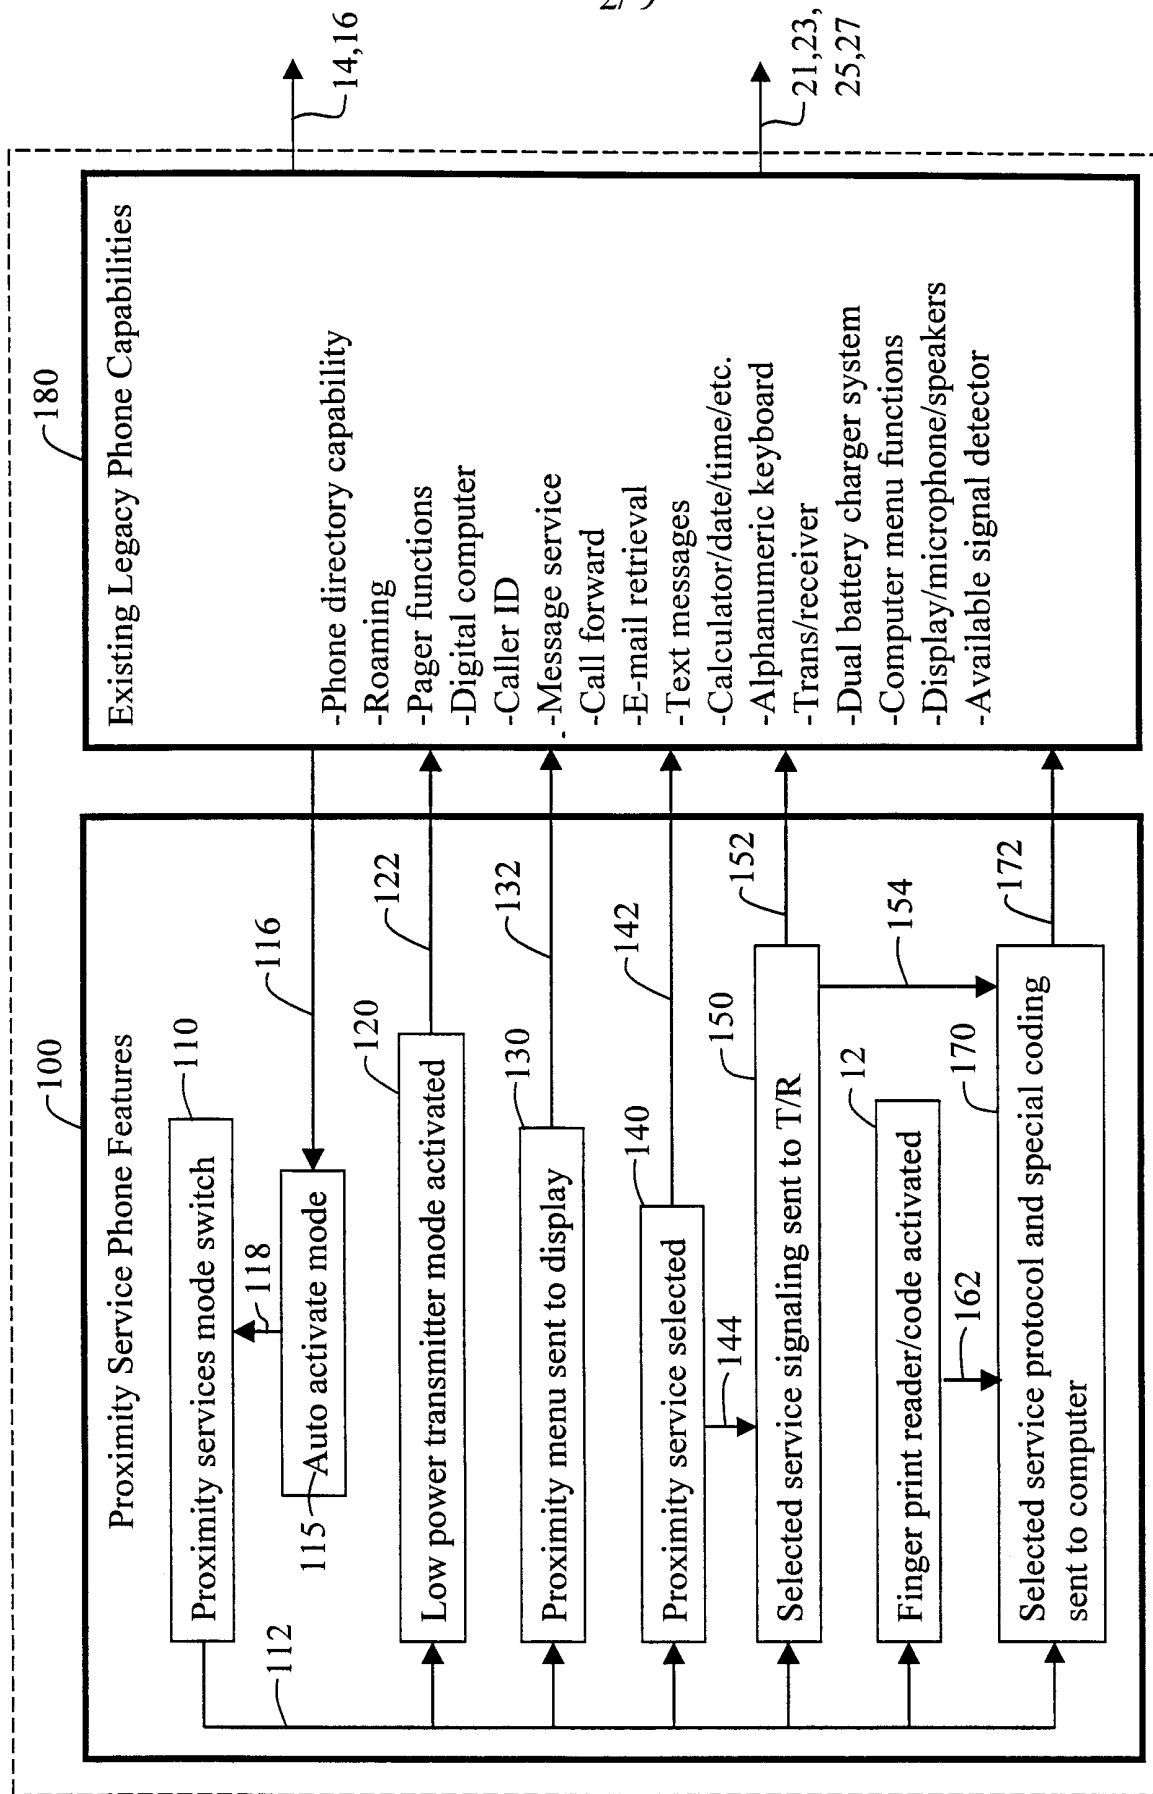 2/9
100
Proximity Service Phone Features
110
Proximity services mode switch
112
118
116
115
Auto activate mode
120
Low power transmitter mode activated
122
130
Proximity menu sent to display
132
140
Proximity service selected
142
144
150
Selected service signaling sent to T/R
152
154
12
Finger print reader/code activated
162
170
Selected service protocol and special coding
sent to computer
172
180
Existing Legacy Phone Capabilities
-Phone directory capability
-Roaming
-Pager functions
-Digital computer
-Caller ID
-Message service
-Call forward
-E-mail retrieval
-Text messages
-Calculator/date/time/etc.
-Alphanumeric keyboard
-Trans/receiver
-Dual battery charger system
-Computer menu functions
-Display/microphone/speakers
-Available signal detector
14,16
21,23,
25,27